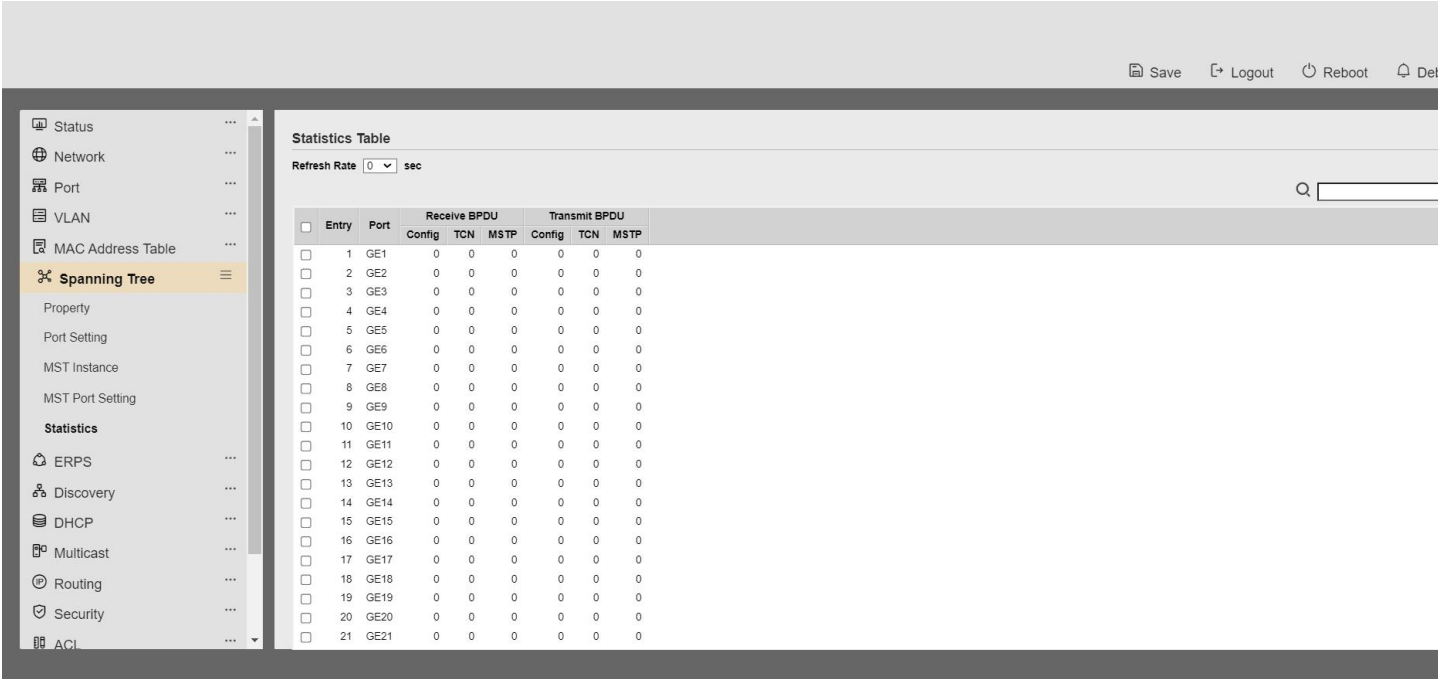 Save Logout Reboot
Status
Network
Port
VLAN
MAC Address Table
Spanning Tree
Property
Port Setting
MST Instance
MST Port Setting
Statistics
ERPS
Discovery
DHCP
Multicast
Routing
Security
ACL
Statistics Table
Refresh Rate 0 sec
Entry Port Receive BPDU Transmit BPDU
Config TCN MSTP Config TCN MSTP
1 GE1 0 0 0 0 0 0
2 GE2 0 0 0 0 0 0
3 GE3 0 0 0 0 0 0
4 GE4 0 0 0 0 0 0
5 GE5 0 0 0 0 0 0
6 GE6 0 0 0 0 0 0
7 GE7 0 0 0 0 0 0
8 GE8 0 0 0 0 0 0
9 GE9 0 0 0 0 0 0
10 GE10 0 0 0 0 0 0
11 GE11 0 0 0 0 0 0
12 GE12 0 0 0 0 0 0
13 GE13 0 0 0 0 0 0
14 GE14 0 0 0 0 0 0
15 GE15 0 0 0 0 0 0
16 GE16 0 0 0 0 0 0
17 GE17 0 0 0 0 0 0
18 GE18 0 0 0 0 0 0
19 GE19 0 0 0 0 0 0
20 GE20 0 0 0 0 0 0
21 GE21 0 0 0 0 0 0